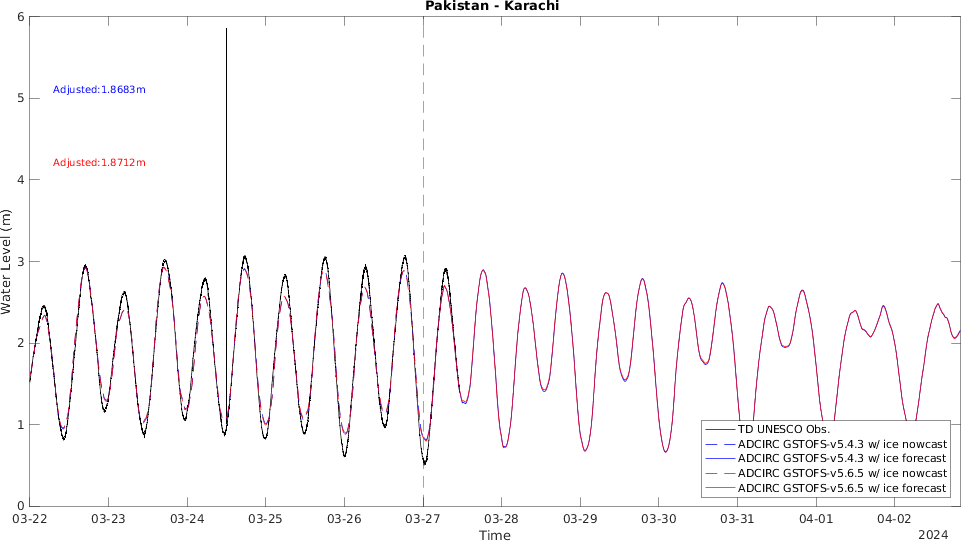 Pakistan - Karachi
6
5
4
3
2
1
0
Water Level (m)
Adjusted:1.8683m
Adjusted:1.8712m
TD UNESCO Obs.
ADCIRC GSTOFS-v5.4.3 w/ ice nowcast
ADCIRC GSTOFS-v5.4.3 w/ ice forecast
ADCIRC GSTOFS-v5.6.5 w/ ice nowcast
ADCIRC GSTOFS-v5.6.5 w/ ice forecast
03-22 03-23 03-24 03-25 03-26 03-27 03-28 03-29 03-30 03-31 04-01 04-02
Time
2024